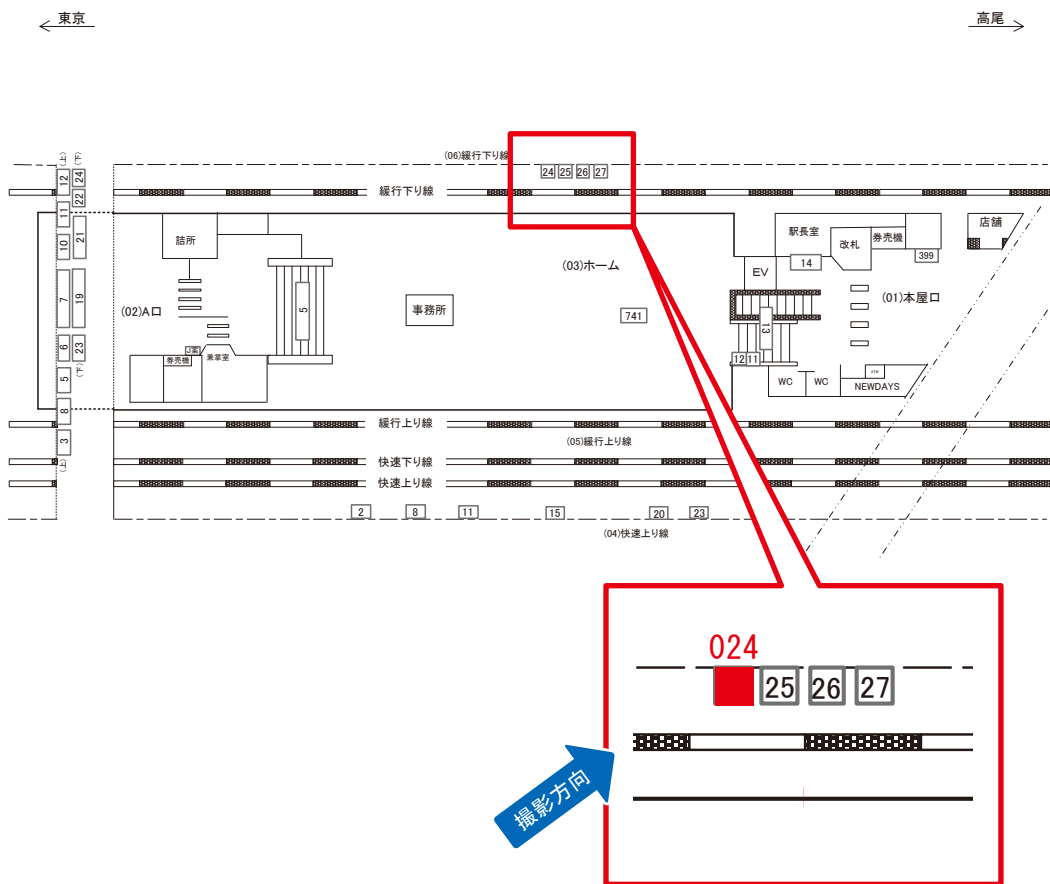 東京
高尾
(06)緩行下り線
24 25 26 27
緩行下り線
(上)
(下)
12
24
22
11
21
10
7
19
6
23
(下)
5
8
3
(上)
詰所
(02)A口
5
J案
券売機
兼掌室
事務所
(03)ホーム
741
EV
駅長室
14
改札
券売機
399
店舗
(01)本屋口
13
12 11
WC
WC
ATM
NEWDAYS
緩行上り線
(05)緩行上り線
快速下り線
快速上り線
2
8
11
15
20
23
(04)快速上り線
024
25 26 27
撮影方向